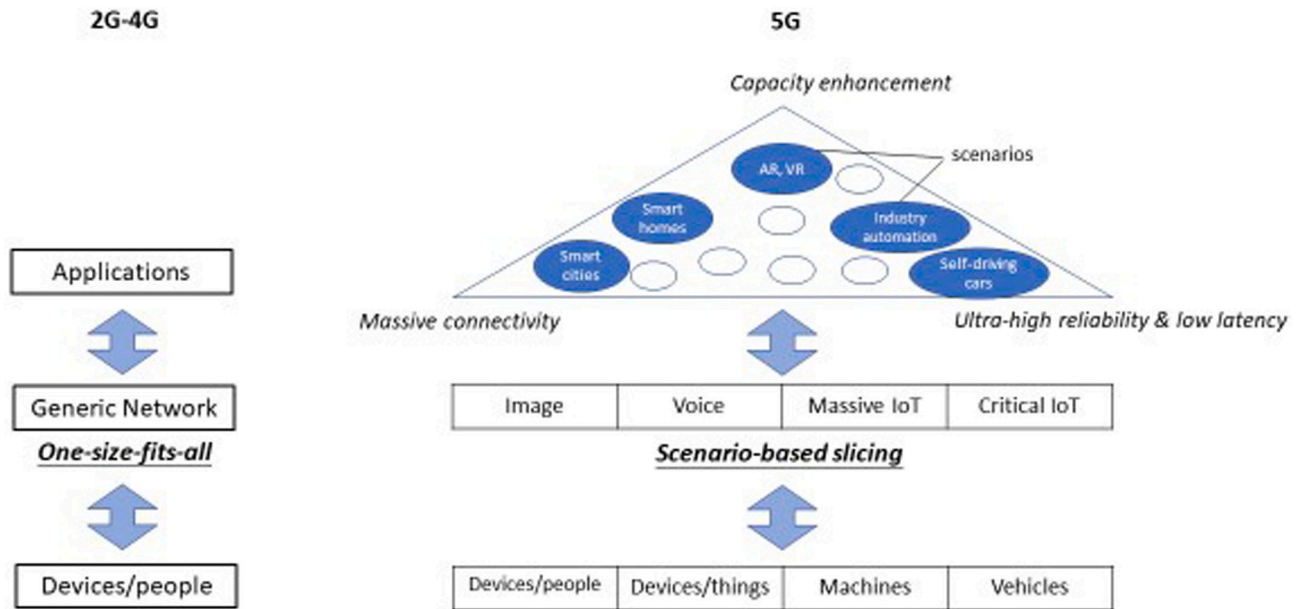 2G-4G
5G
Capacity enhancement
scenarios
AR, VR
Smart
homes
Industry
automation
Smart
cities
Self-driving
cars
Massive connectivity
Ultra-high reliability & low latency
Applications
Generic Network
One-size-fits-all
Image
Voice
Massive IoT
Critical IoT
Scenario-based slicing
Devices/people
Devices/people
Devices/things
Machines
Vehicles